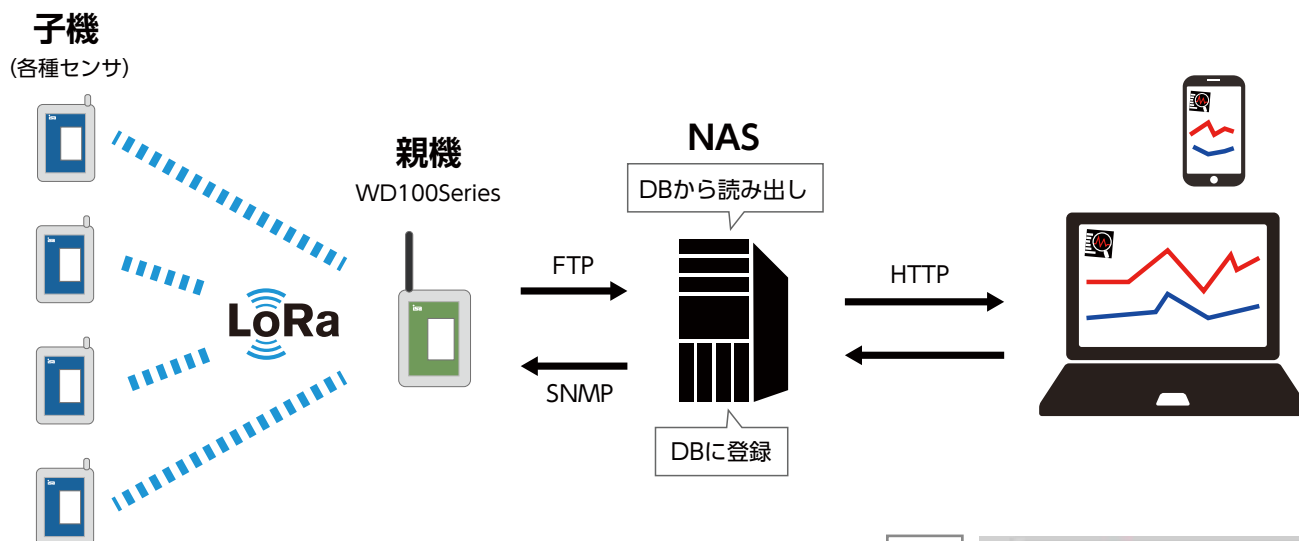 子機
(各種センサ)
親機
WD100Series
LoRa
NAS
DBから読み出し
FTP
SNMP
DBに登録
HTTP